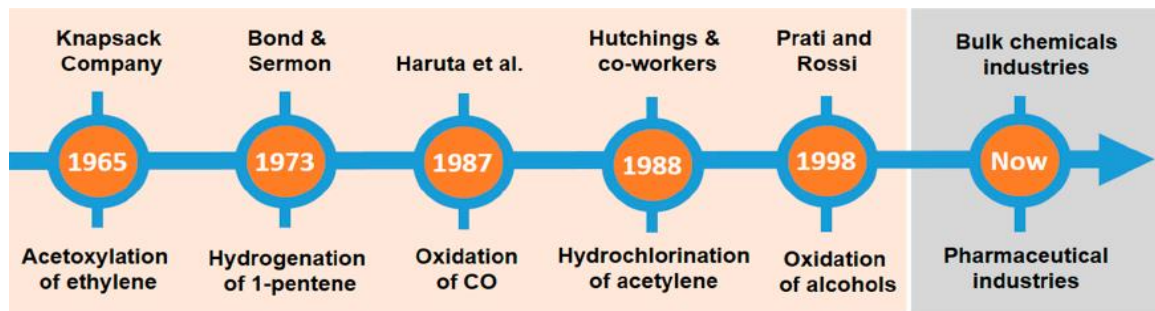 Knapsack
Company
Bond &
Sermon
Haruta et al.
Hutchings &
co-workers
Prati and
Rossi
Bulk chemicals
industries
1965
1973
1987
1988
1998
Now
Acetoxylation
of ethylene
Hydrogenation
of 1-pentene
Oxidation
of CO
Hydrochlorination
of acetylene
Oxidation
of alcohols
Pharmaceutical
industries